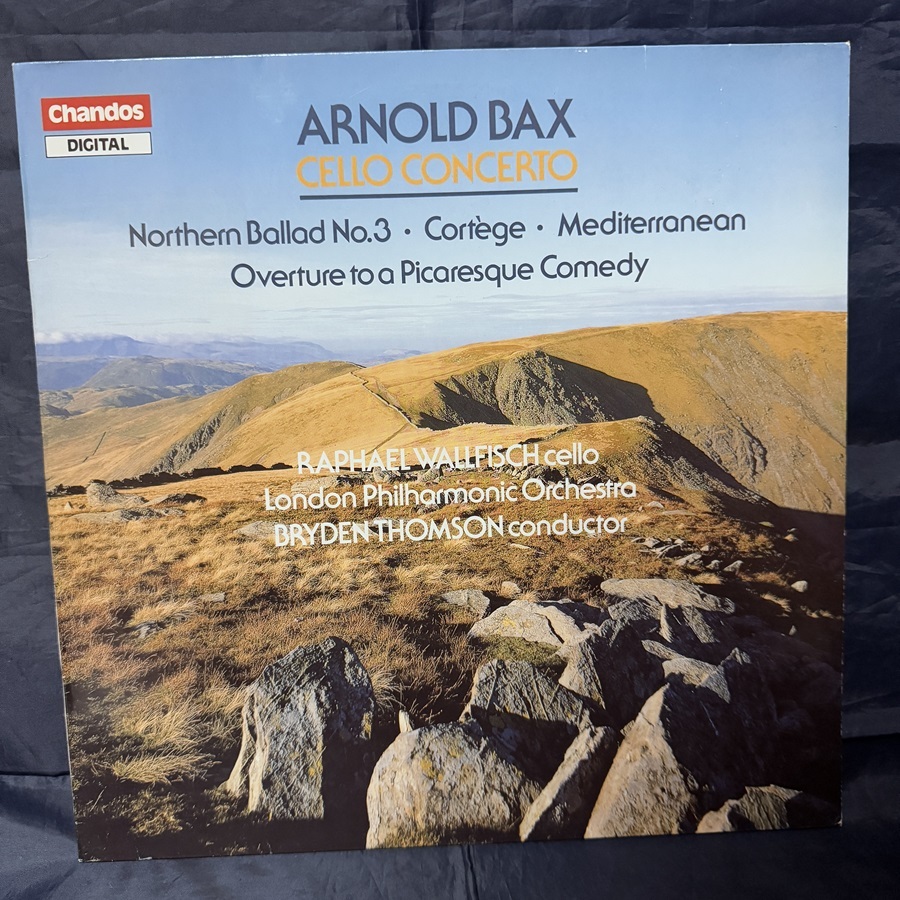 Chandos
DIGITAL
ARNOLD BAX
CELLO CONCERTO
Northern Ballad No.3 • Cortège • Mediterranean
Overture to a Picaresque Comedy
RAPHAEL WALLFISCH cello
London Philharmonic Orchestra
BRYDEN THOMSON conductor